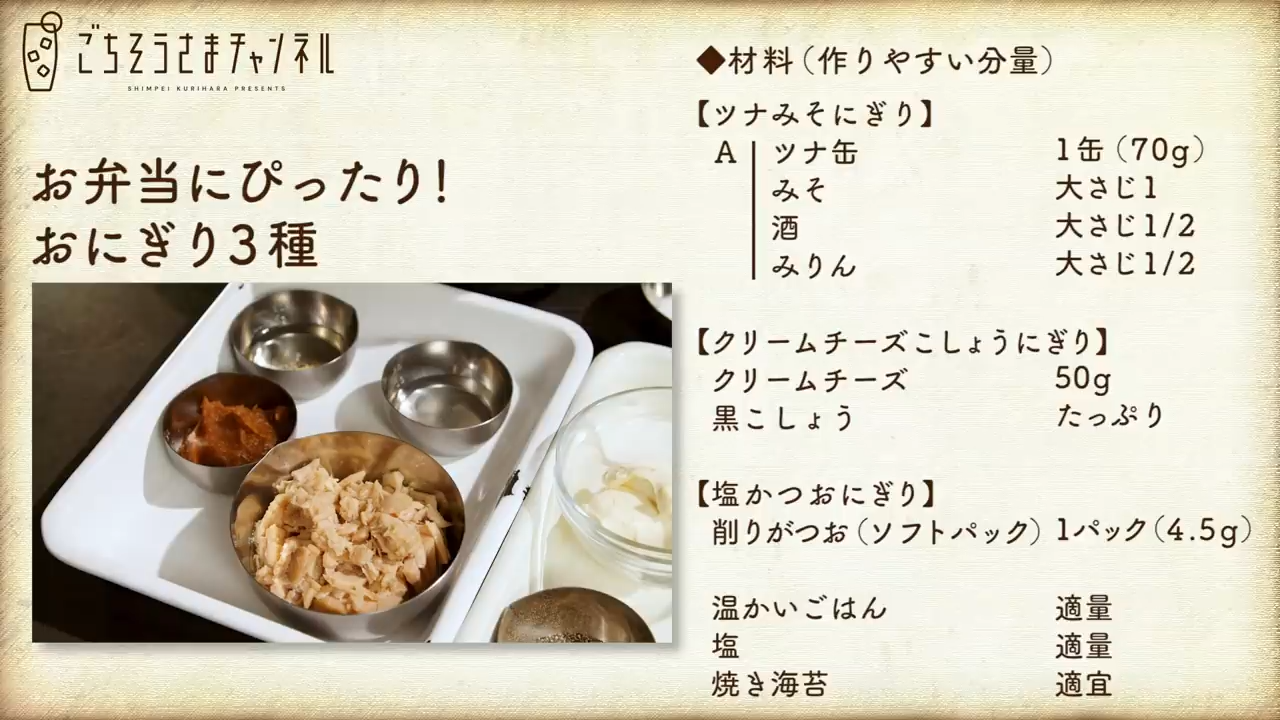 ごちそうさまチャンネル
SHIMPEI KURIHARA PRESENTS
お弁当にぴったり!
おにぎり3種
◆材料(作りやすい分量)
【ツナみそにぎり】
A ツナ缶 1缶(70g)
みそ 大さじ1
酒 大さじ1/2
みりん 大さじ1/2
【クリームチーズこしょうにぎり】
クリームチーズ 50g
黒こしょう たっぷり
【塩かつおにぎり】
削りがつお(ソフトパック) 1パック(4.5g)
温かいごはん 適量
塩 適量
焼き海苔 適宜